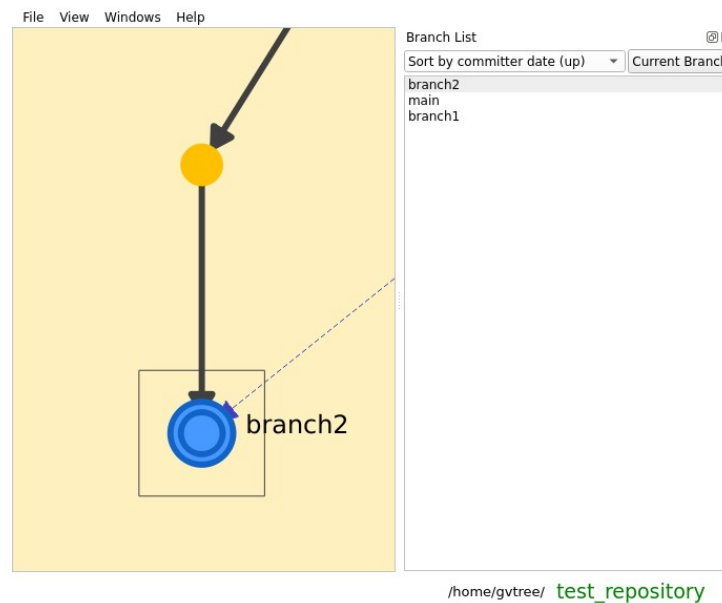 File View Windows Help
Branch List
Sort by committer date (up) Current Branch
branch2
main
branch1
branch2
/home/gvtree/ test_repository